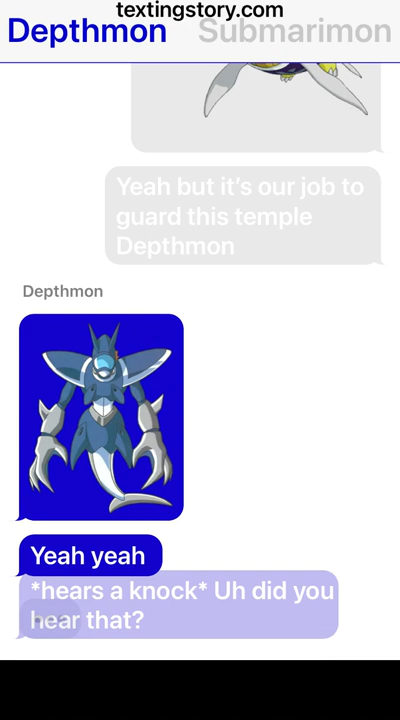 textingstory.com
Depthmon Submarimon
Yeah but it's our job to
guard this temple
Depthmon
Depthmon
Yeah yeah
*hears a knock* Uh did you
hear that?